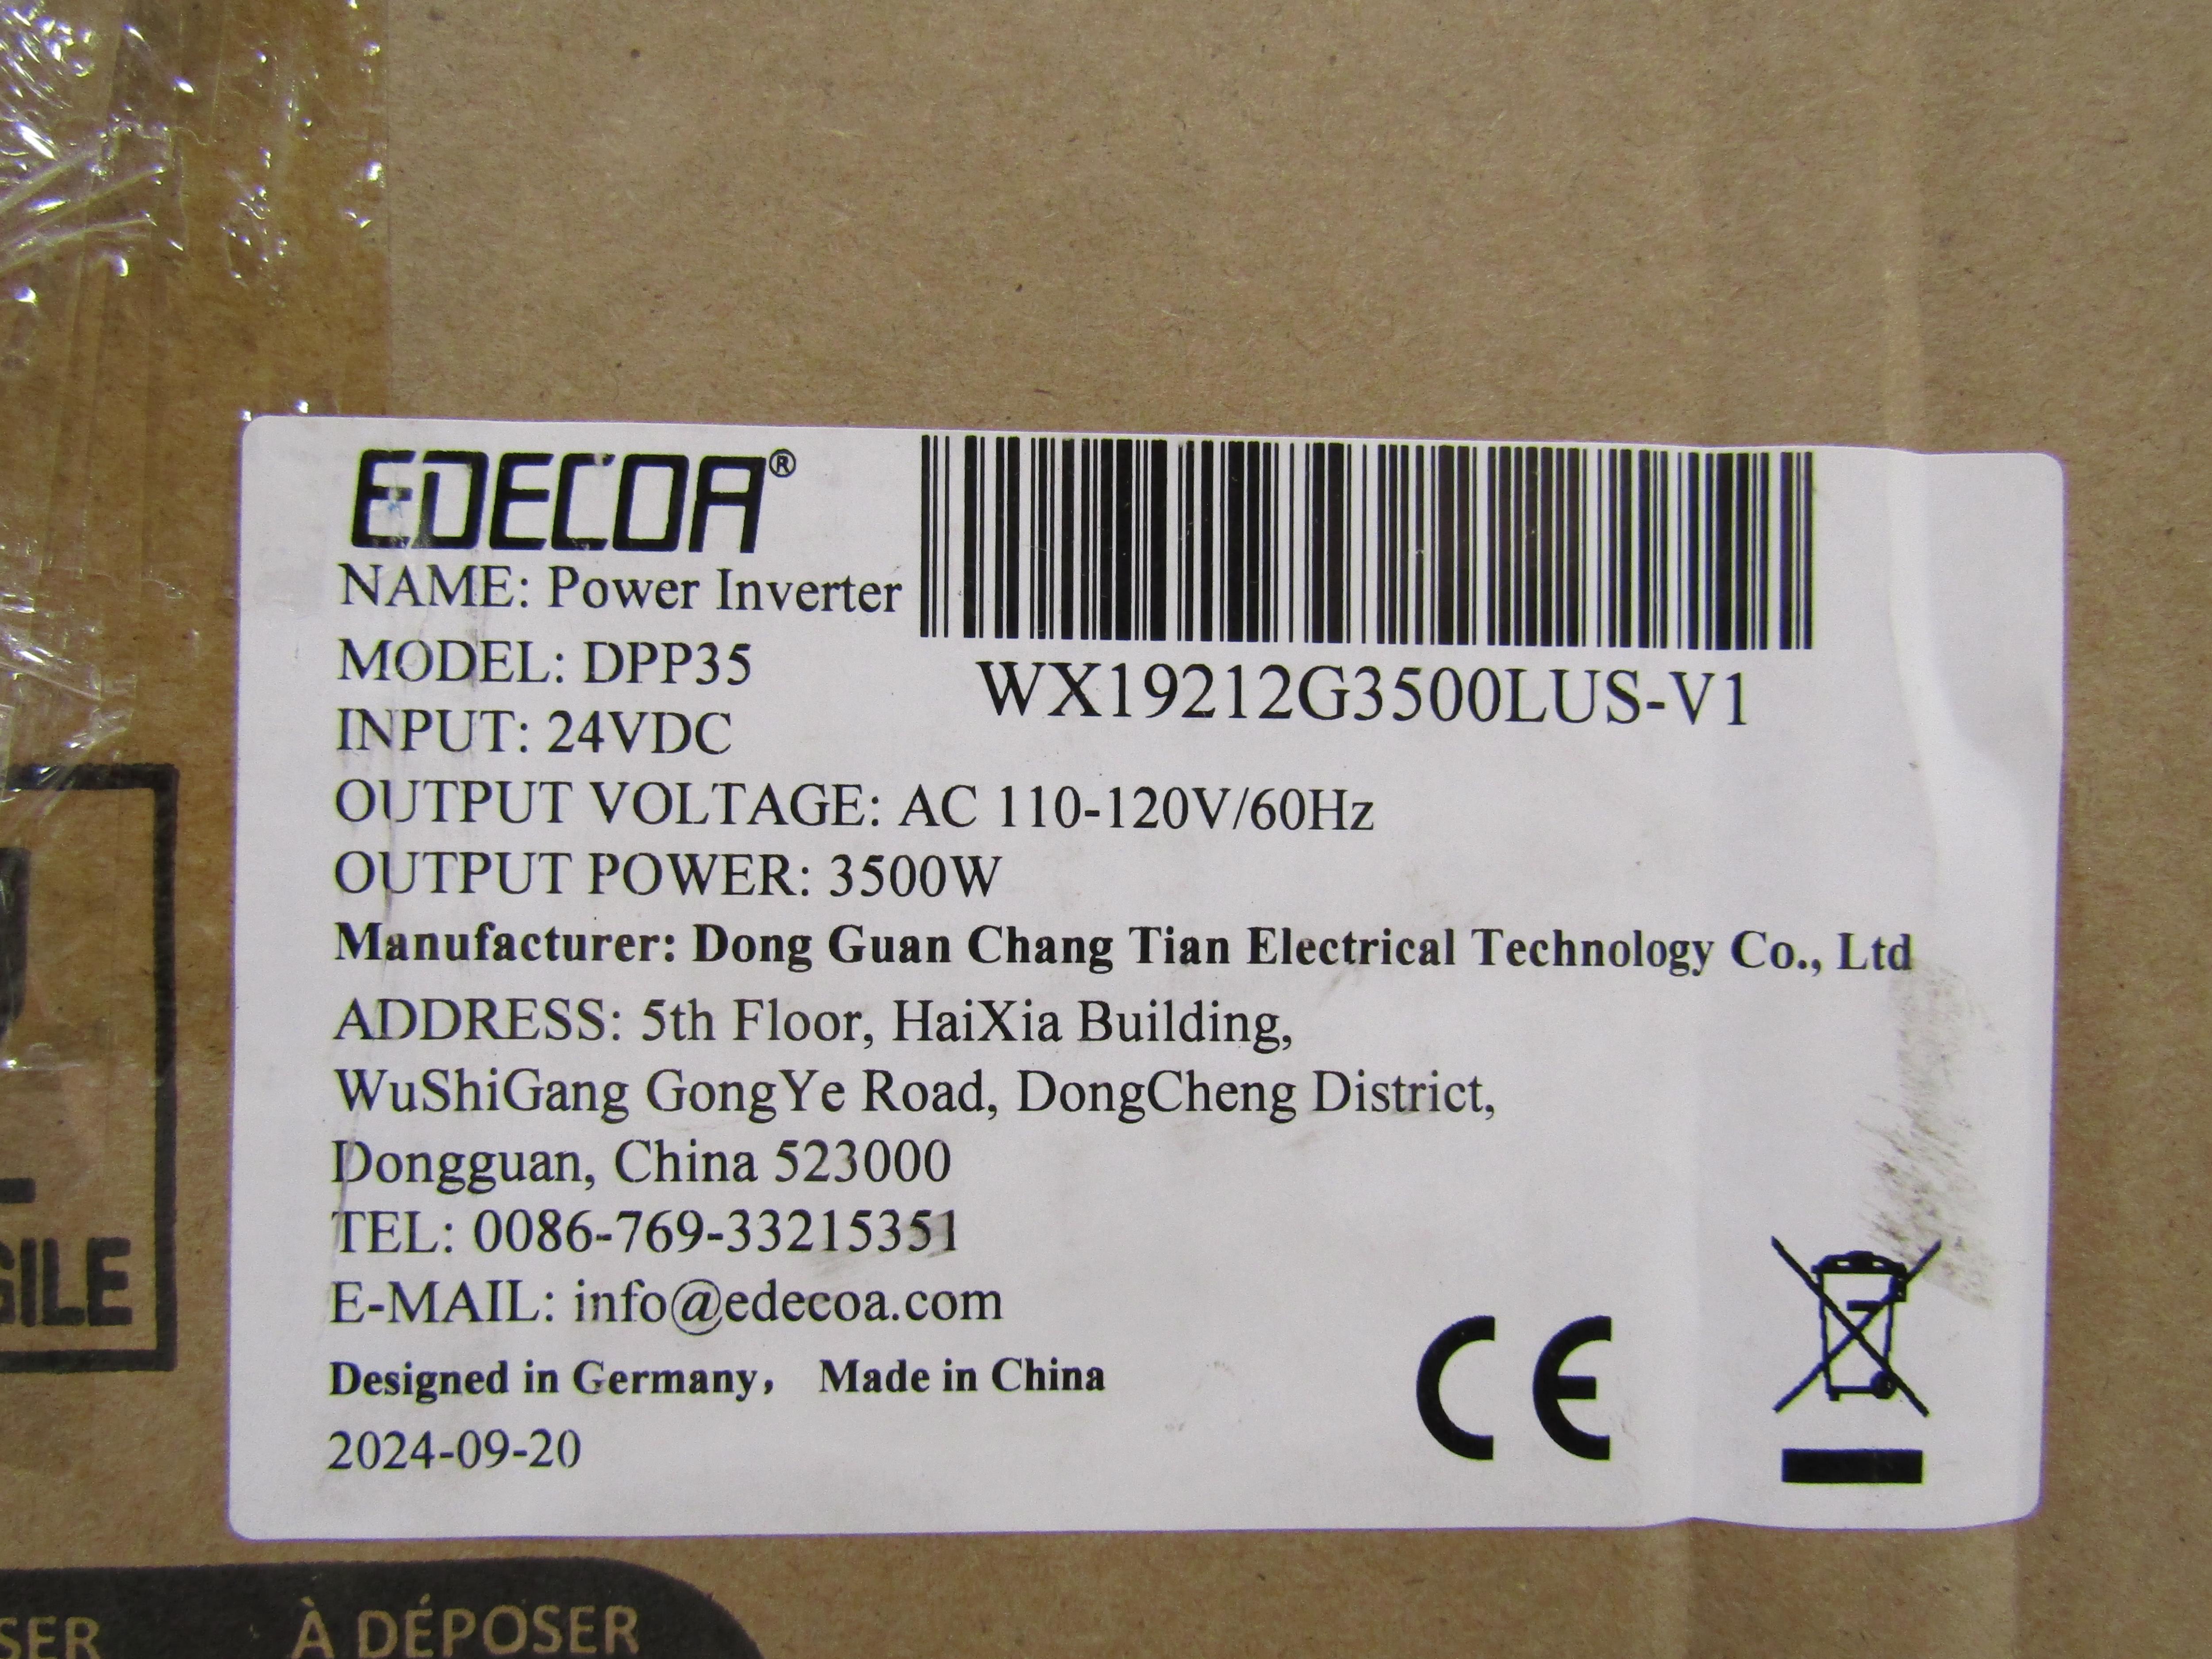 EDECOA®
NAME: Power Inverter
MODEL: DPP35
WX19212G3500LUS-V1
INPUT: 24VDC
OUTPUT VOLTAGE: AC 110-120V/60Hz
OUTPUT POWER: 3500W
Manufacturer: Dong Guan Chang Tian Electrical Technology Co., Ltd
ADDRESS: 5th Floor, HaiXia Building,
WuShiGang GongYe Road, DongCheng District,
Dongguan, China 523000
TEL: 0086-769-33215351
E-MAIL: info@edecoa.com
Designed in Germany， Made in China
2024-09-20
CE
À DÉPOSER